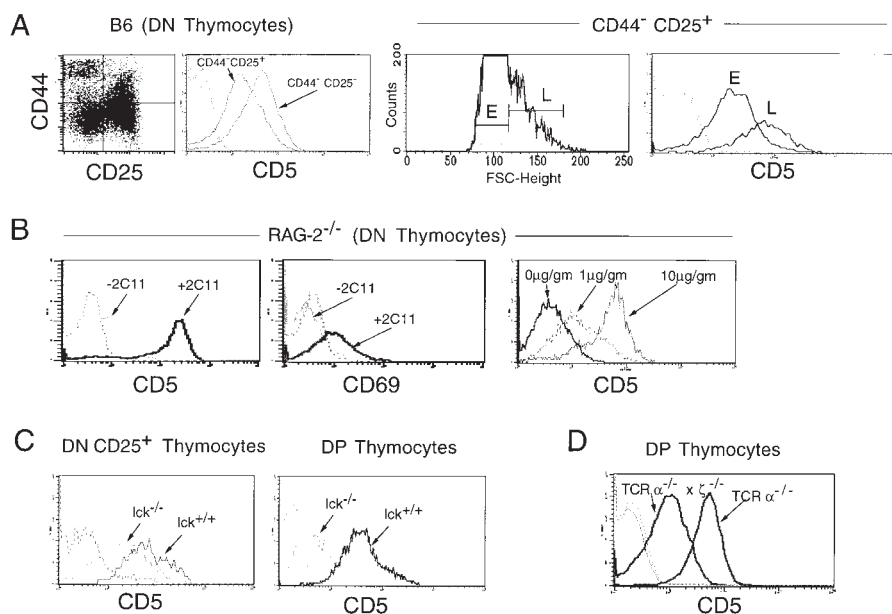 A
B6 (DN Thymocytes)
CD44⁻ CD25⁺
CD44
CD25
CD44⁻CD25⁺
CD44⁻ CD25⁻
CD5
Counts
200
0
E
L
0 50 100 150 200 250
FSC-Height
E
L
CD5
B
RAG-2⁻/⁻ (DN Thymocytes)
-2C11
+2C11
CD5
-2C11
+2C11
CD69
0μg/gm
1μg/gm
10μg/gm
CD5
C
DN CD25⁺ Thymocytes
lck⁻/⁻
lck⁺/⁺
CD5
DP Thymocytes
lck⁻/⁻
lck⁺/⁺
CD5
D
DP Thymocytes
TCR α⁻/⁻ x ζ⁻/⁻
TCR α⁻/⁻
CD5